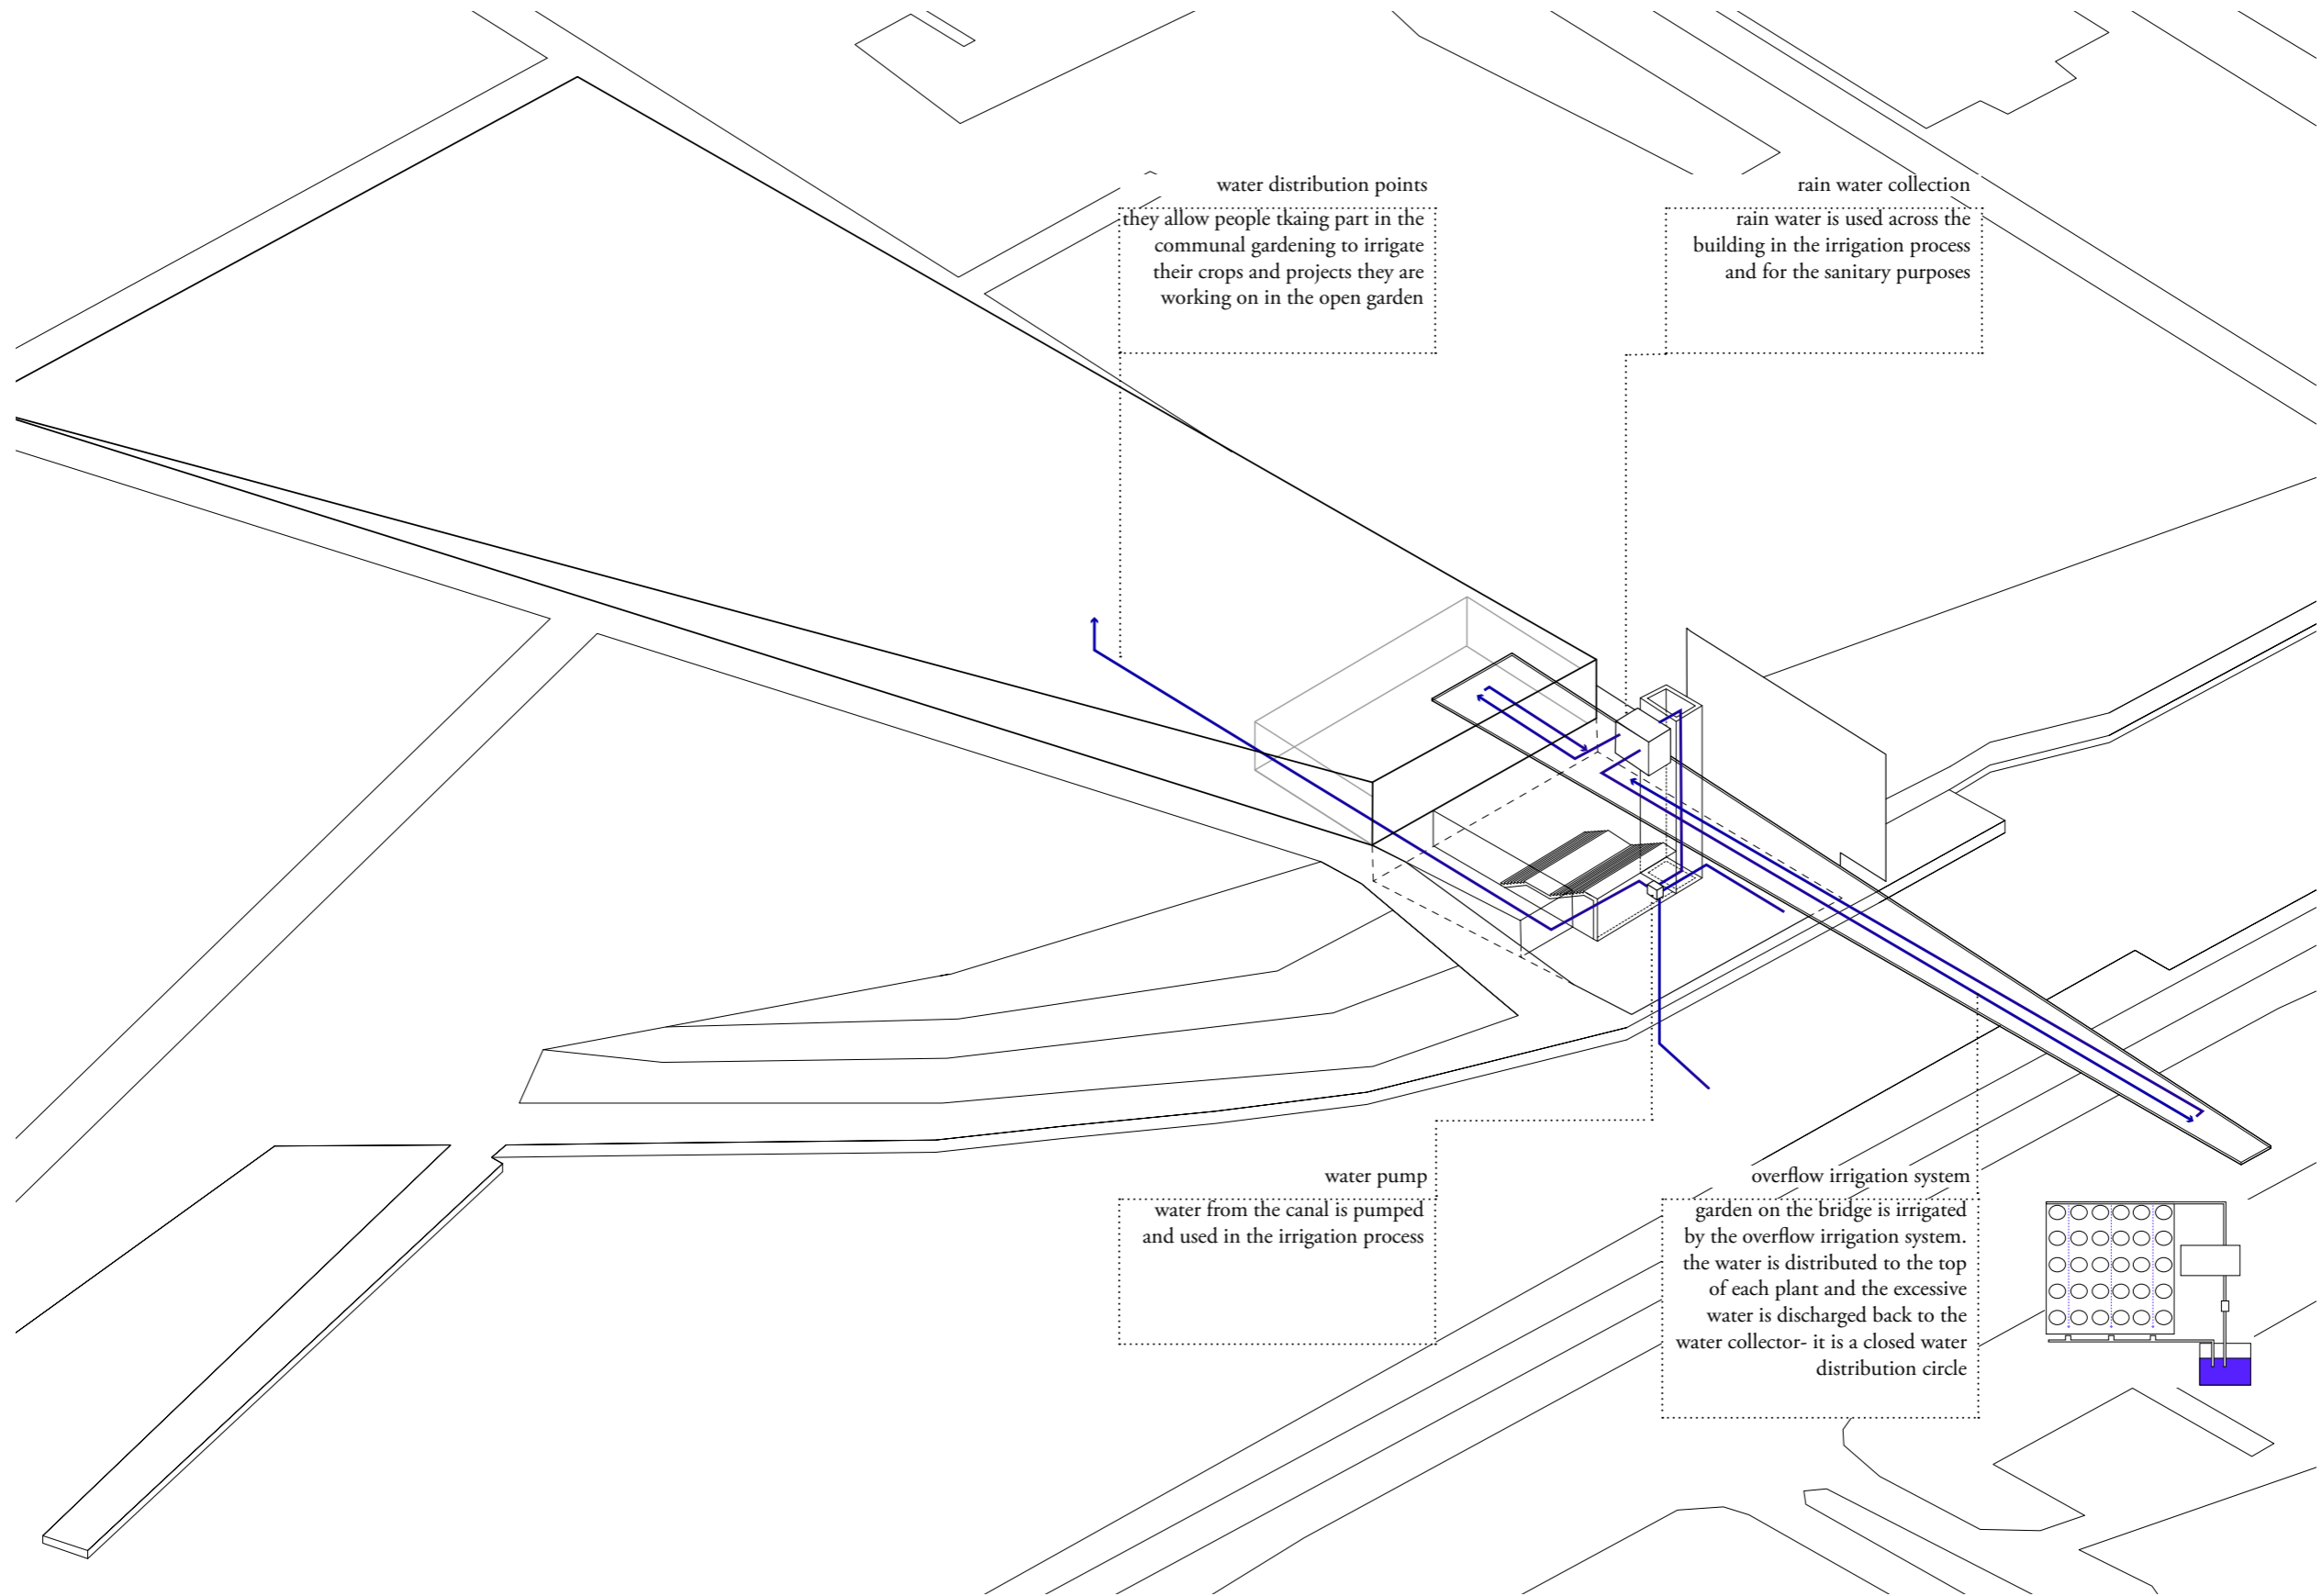 water distribution points
they allow people tkaing part in the
communal gardening to irrigate
their crops and projects they are
working on in the open garden
rain water collection
rain water is used across the
building in the irrigation process
and for the sanitary purposes
water pump
water from the canal is pumped
and used in the irrigation process
overflow irrigation system
garden on the bridge is irrigated
by the overflow irrigation system.
the water is distributed to the top
of each plant and the excessive
water is discharged back to the
water collector- it is a closed water
distribution circle